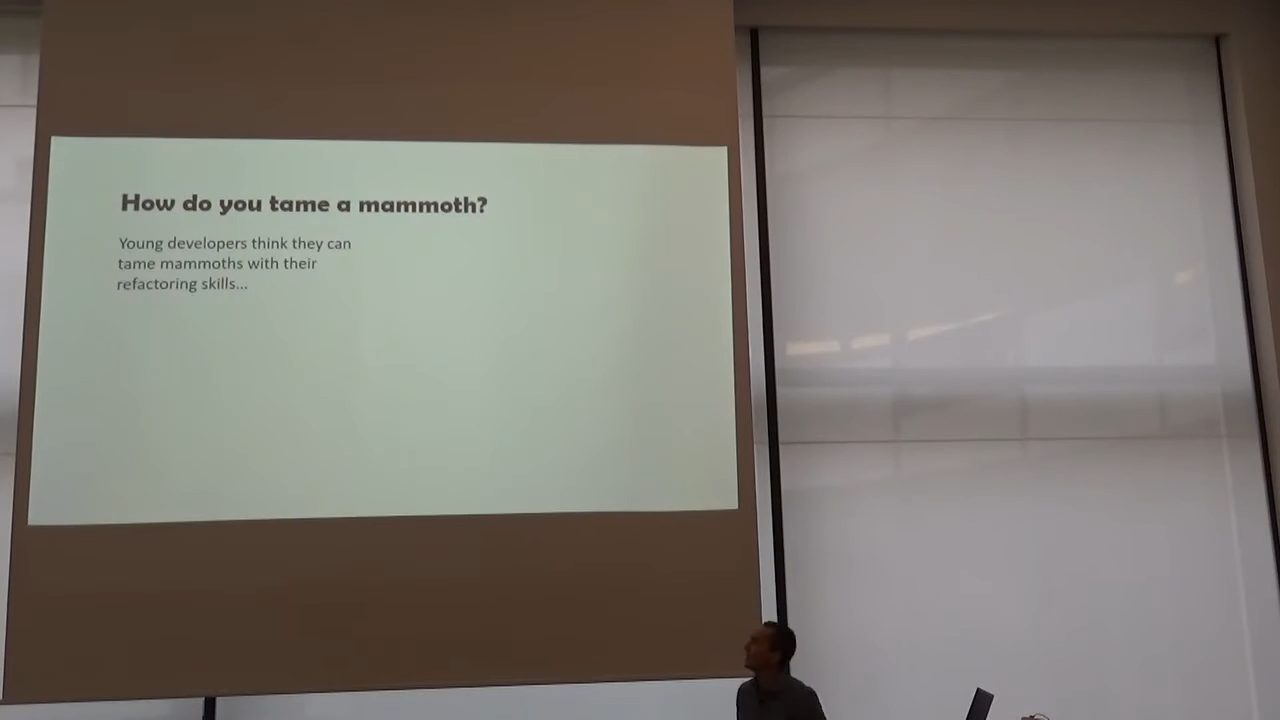 How do you tame a mammoth?
Young developers think they can
tame mammoths with their
refactoring skills...